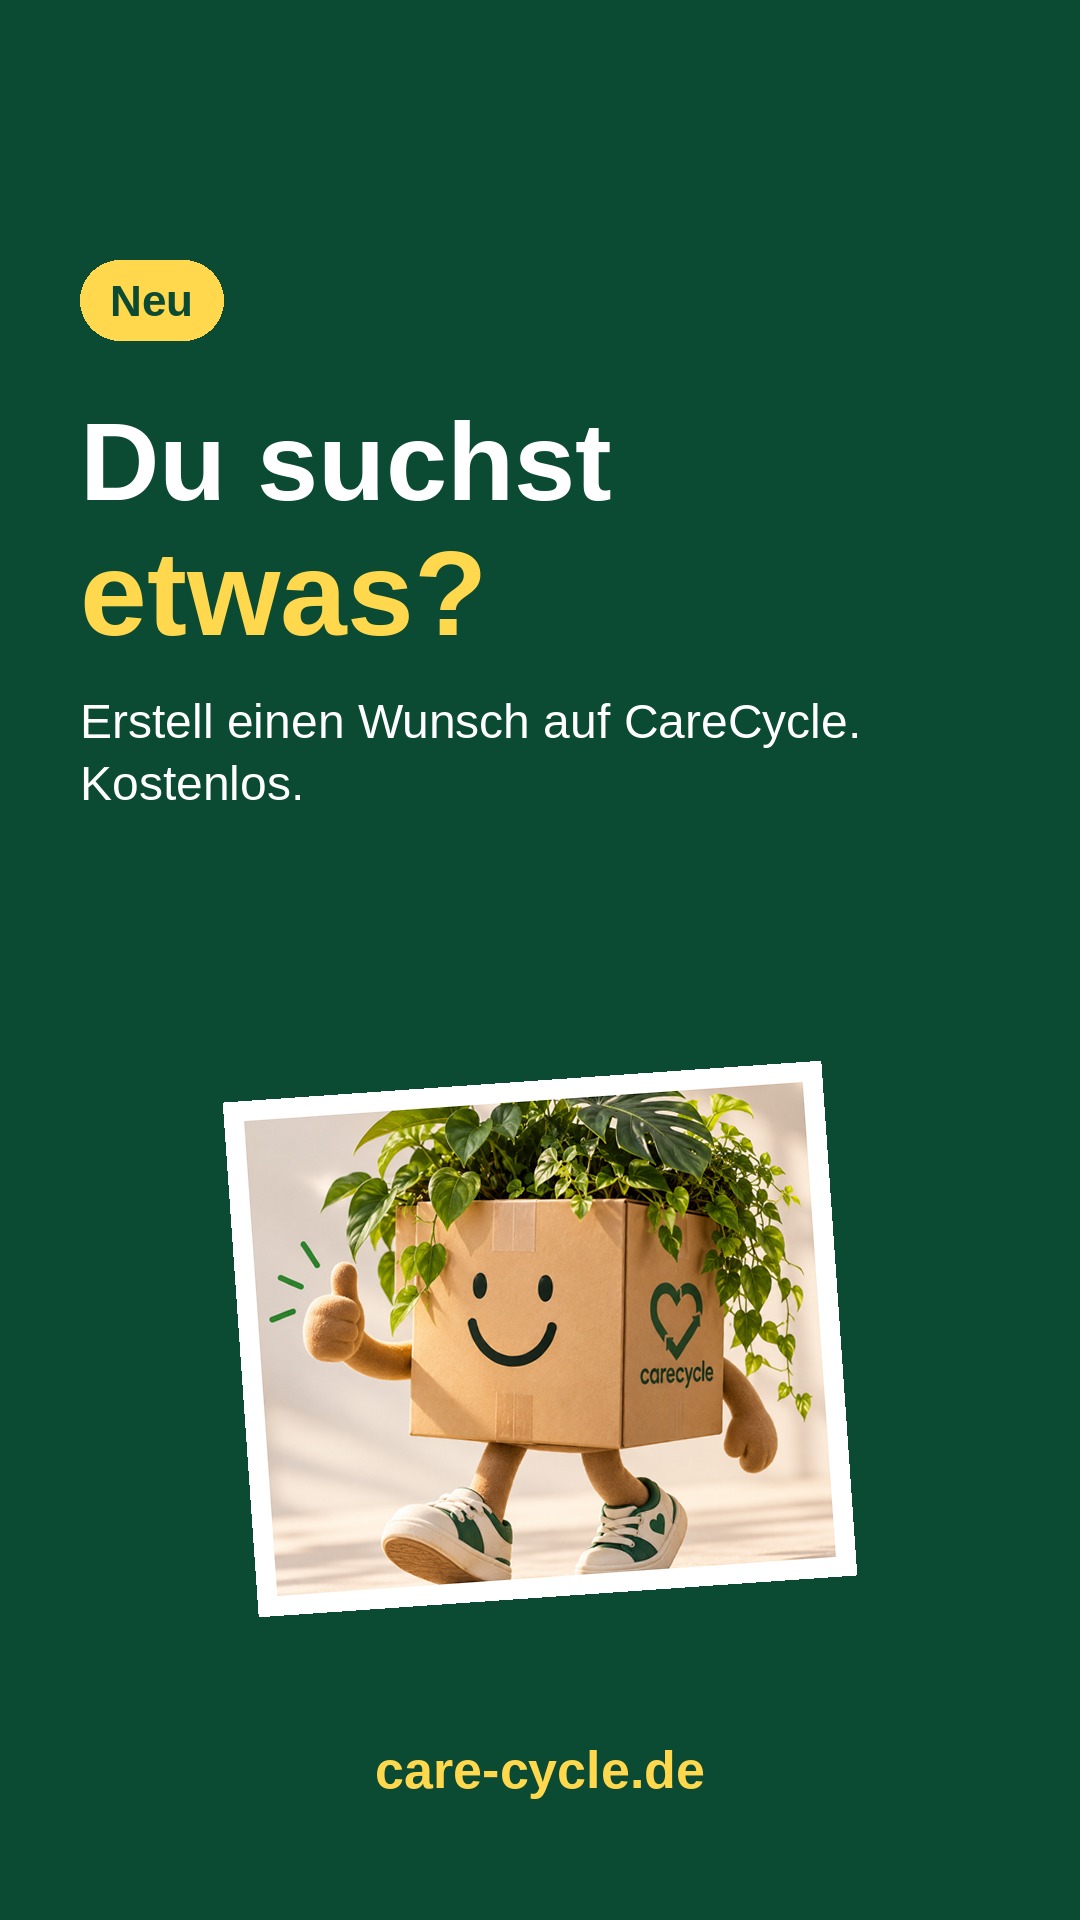 Neu
Du suchst
etwas?
Erstell einen Wunsch auf CareCycle.
Kostenlos.
carecycle
care-cycle.de